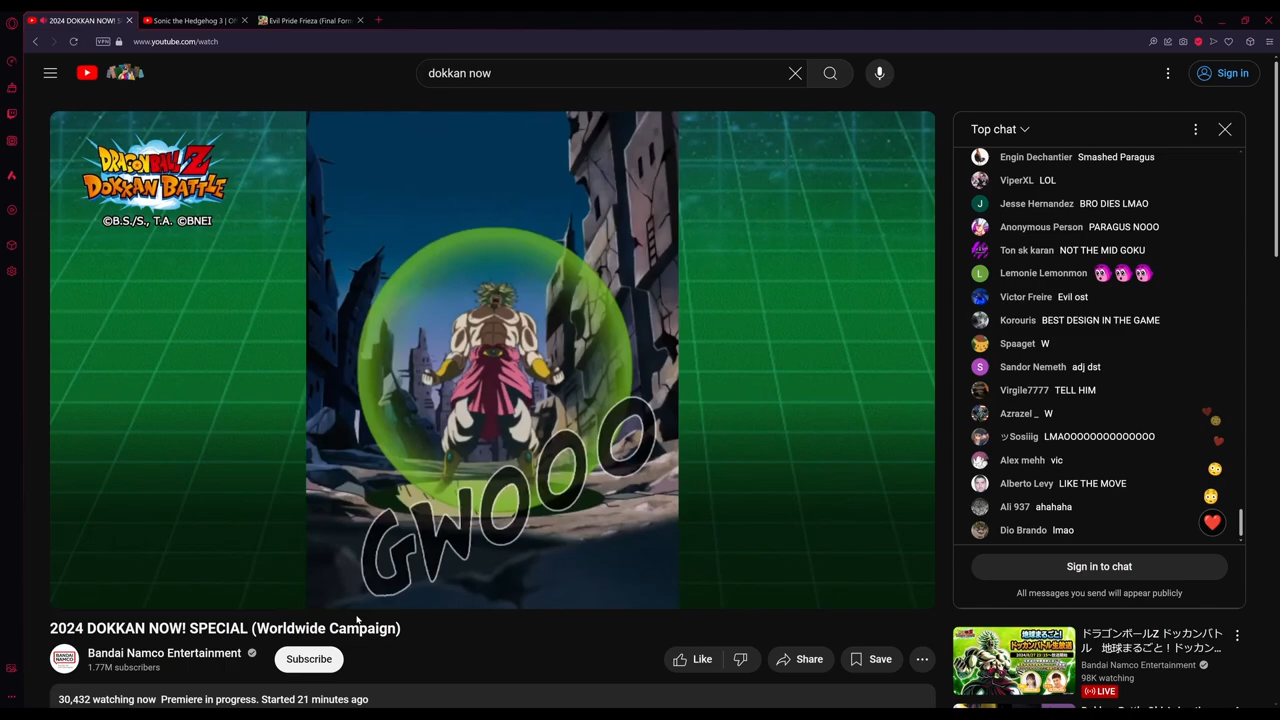 2024 DOKKAN NOW! S
Sonic the Hedgehog 3 | Of
Evil Pride Frieza (Final Form
VPN
www.youtube.com/watch
dokkan now
Sign in
DRAGON BALL Z
DOKKAN BATTLE
©B.S./S., T.A. ©BNEI
GWOOO
Top chat
Engin Dechantier Smashed Paragus
ViperXL LOL
J
Jesse Hernandez BRO DIES LMAO
Anonymous Person PARAGUS NOOO
Ton sk karan NOT THE MID GOKU
L
Lemonie Lemonmon
Victor Freire Evil ost
Korouris BEST DESIGN IN THE GAME
Spaaget W
S
Sandor Nemeth adj dst
Virgile7777 TELL HIM
Azrazel _ W
ッSosiiig LMAOOOOOOOOOOOOOO
Alex mehh vic
Alberto Levy LIKE THE MOVE
Ali 937 ahahaha
Dio Brando lmao
Sign in to chat
All messages you send will appear publicly
2024 DOKKAN NOW! SPECIAL (Worldwide Campaign)
Bandai Namco Entertainment
1.77M subscribers
Subscribe
Like
Share
Save
30,432 watching now Premiere in progress. Started 21 minutes ago
ドラゴンボールZ ドッカンバト
ル 地球まるごと！ドッカン...
Bandai Namco Entertainment
98K watching
LIVE